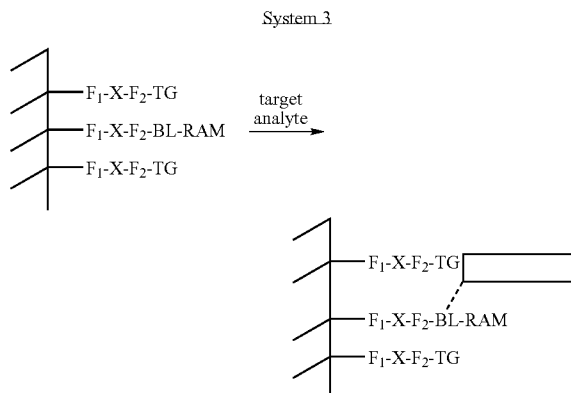 System 3
F₁-X-F₂-TG
F₁-X-F₂-BL-RAM
F₁-X-F₂-TG
target
analyte
F₁-X-F₂-TG
F₁-X-F₂-BL-RAM
F₁-X-F₂-TG